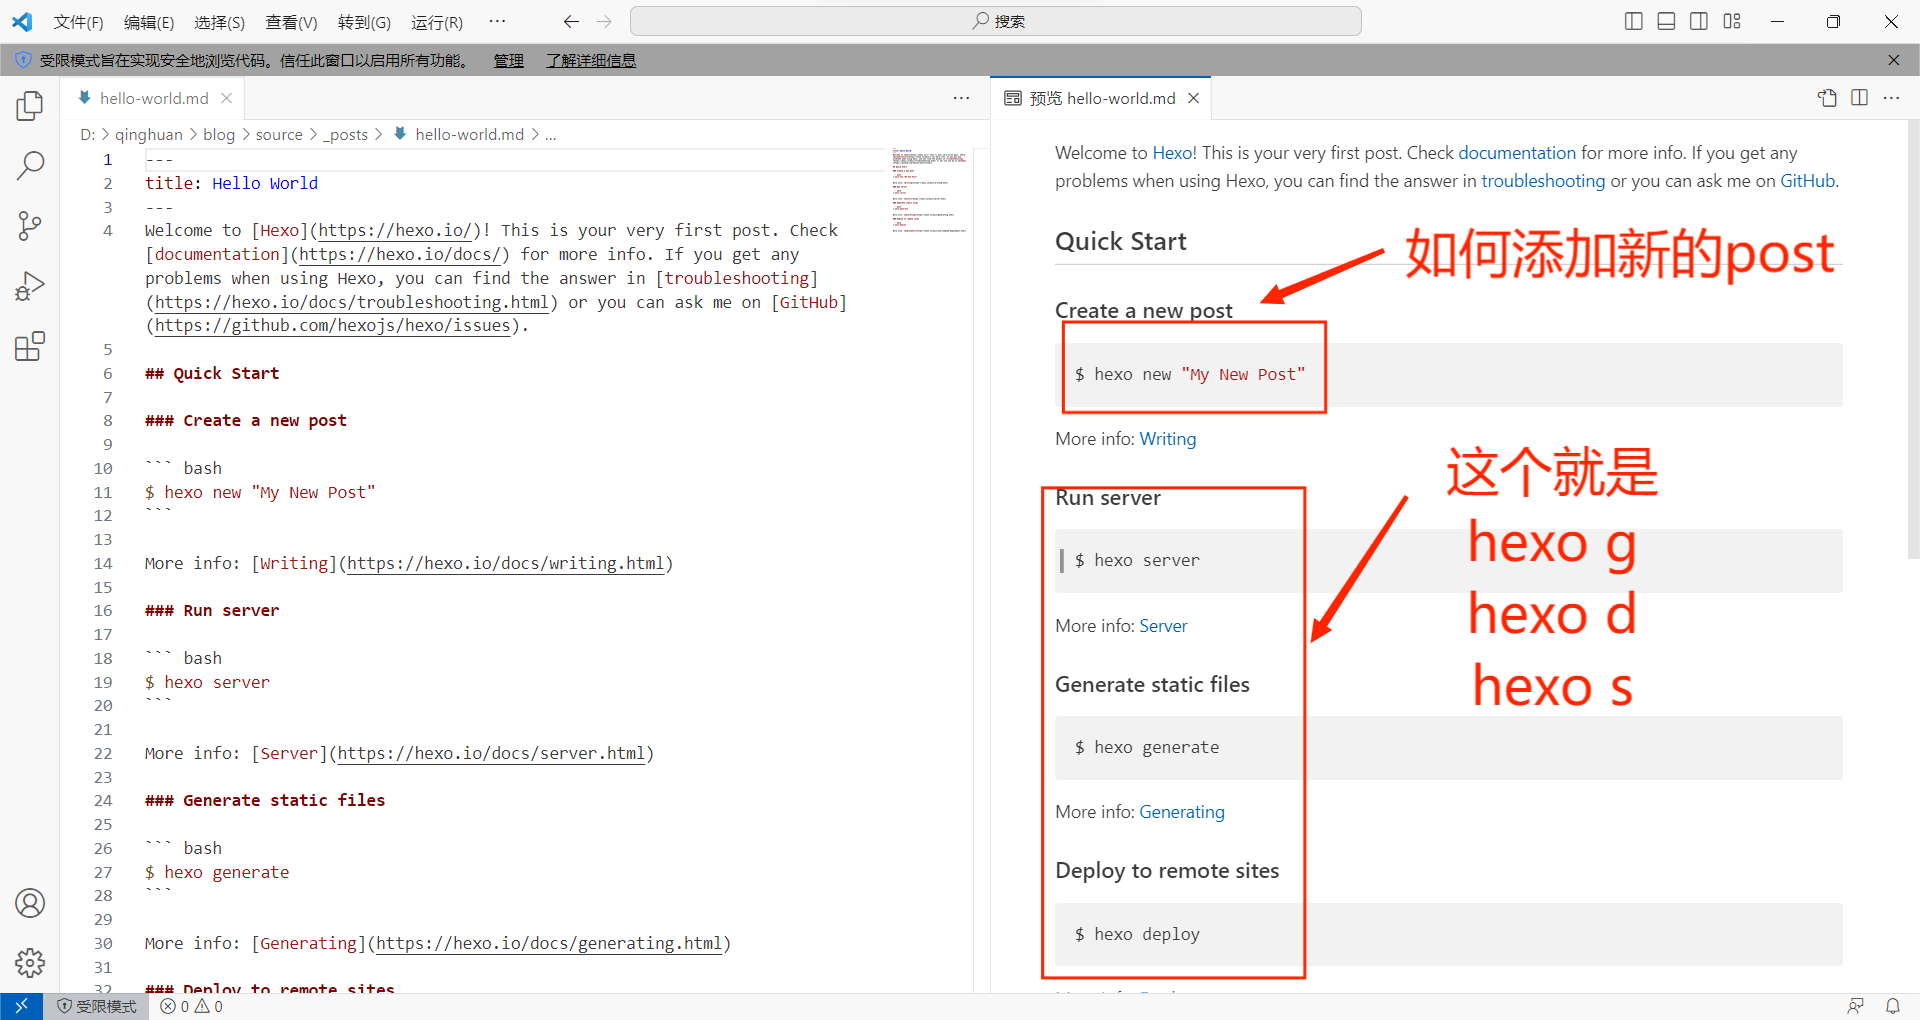 文件(F) 编辑(E) 选择(S) 查看(V) 转到(G) 运行(R) ···
搜索
受限模式旨在实现安全地浏览代码。信任此窗口以启用所有功能。 管理 了解详细信息
hello-world.md
D: > qinghuan > blog > source > _posts > hello-world.md > ...
1 ---
2 title: Hello World
3 ---
4 Welcome to [Hexo](https://hexo.io/)! This is your very first post. Check
[documentation](https://hexo.io/docs/) for more info. If you get any
problems when using Hexo, you can find the answer in [troubleshooting]
(https://hexo.io/docs/troubleshooting.html) or you can ask me on [GitHub]
(https://github.com/hexojs/hexo/issues).
5
6 ## Quick Start
7
8 ### Create a new post
9
10 ``` bash
11 $ hexo new "My New Post"
12 ```
13
14 More info: [Writing](https://hexo.io/docs/writing.html)
15
16 ### Run server
17
18 ``` bash
19 $ hexo server
20 ```
21
22 More info: [Server](https://hexo.io/docs/server.html)
23
24 ### Generate static files
25
26 ``` bash
27 $ hexo generate
28 ```
29
30 More info: [Generating](https://hexo.io/docs/generating.html)
31
32 ### Deploy to remote sites
预览 hello-world.md
Welcome to Hexo! This is your very first post. Check documentation for more info. If you get any
problems when using Hexo, you can find the answer in troubleshooting or you can ask me on GitHub.
Quick Start
如何添加新的post
Create a new post
$ hexo new "My New Post"
More info: Writing
这个就是
hexo g
hexo d
hexo s
Run server
$ hexo server
More info: Server
Generate static files
$ hexo generate
More info: Generating
Deploy to remote sites
$ hexo deploy
受限模式 0 0